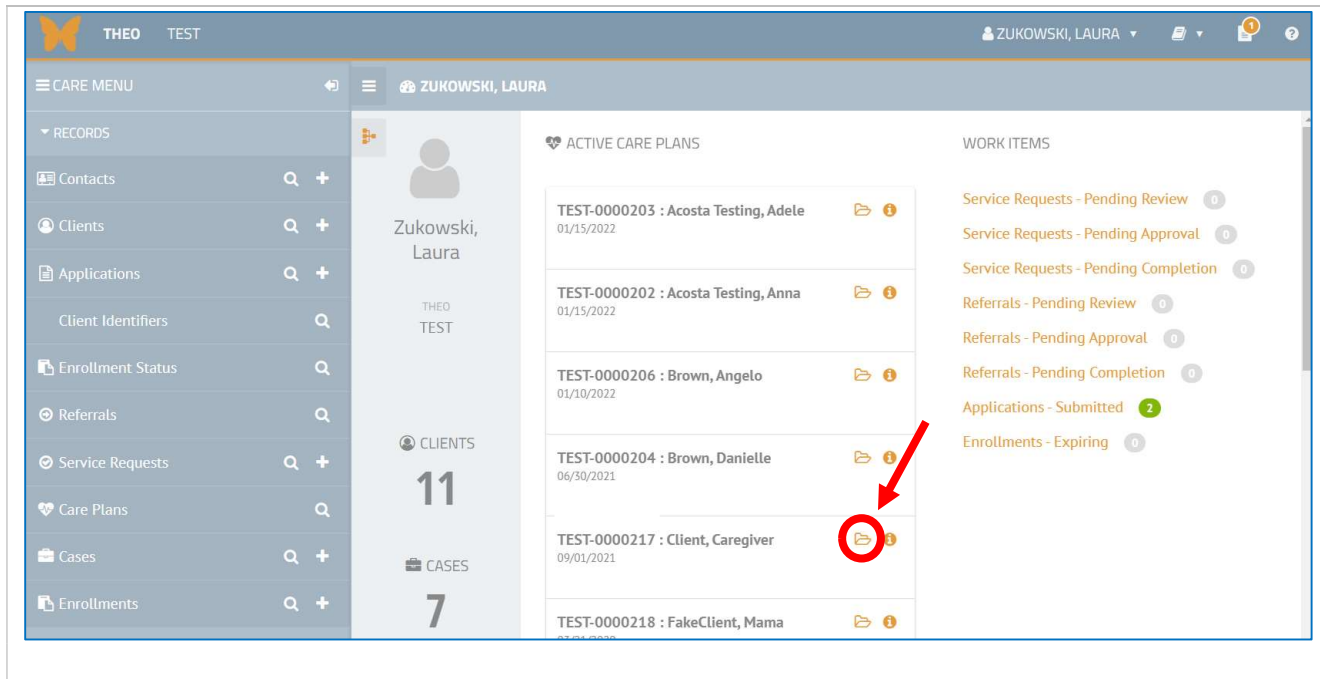 THEO TEST
ZUKOWSKI, LAURA
1
CARE MENU
ZUKOWSKI, LAURA
RECORDS
Contacts
Clients
Applications
Client Identifiers
Enrollment Status
Referrals
Service Requests
Care Plans
Cases
Enrollments
Zukowski,
Laura
THEO
TEST
CLIENTS
11
CASES
7
ACTIVE CARE PLANS
TEST-0000203 : Acosta Testing, Adele
01/15/2022
TEST-0000202 : Acosta Testing, Anna
01/15/2022
TEST-0000206 : Brown, Angelo
01/10/2022
TEST-0000204 : Brown, Danielle
06/30/2021
TEST-0000217 : Client, Caregiver
09/01/2021
TEST-0000218 : FakeClient, Mama
WORK ITEMS
Service Requests - Pending Review 0
Service Requests - Pending Approval 0
Service Requests - Pending Completion 0
Referrals - Pending Review 0
Referrals - Pending Approval 0
Referrals - Pending Completion 0
Applications - Submitted 2
Enrollments - Expiring 0